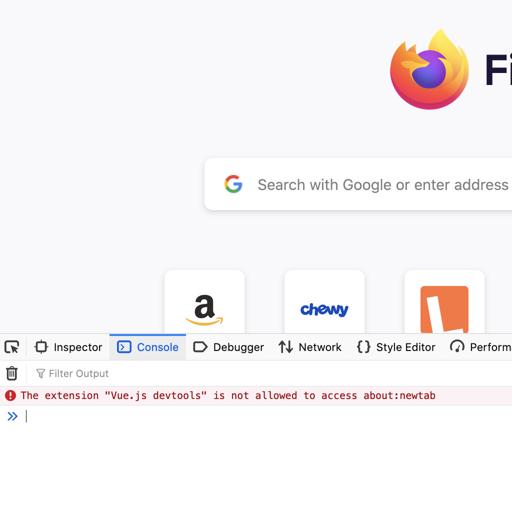 Fi
Search with Google or enter address
a
chewy
Inspector Console Debugger Network Style Editor Perform
Filter Output
The extension "Vue.js devtools" is not allowed to access about:newtab